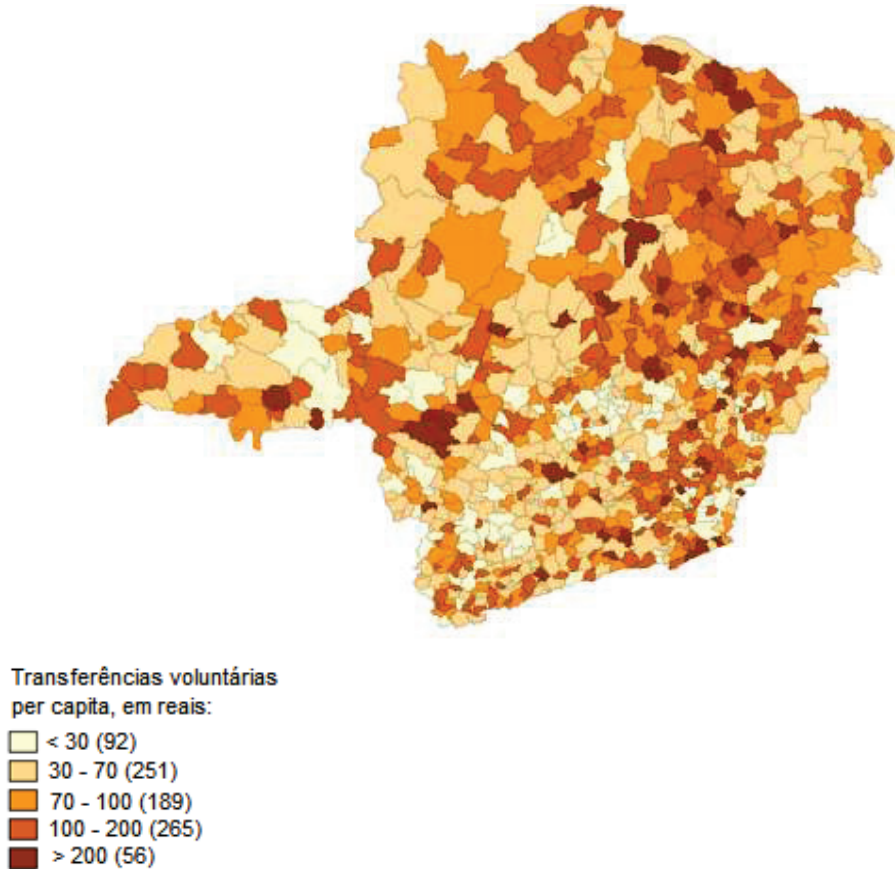 Transferências voluntárias
per capita, em reais:
< 30 (92)
30 - 70 (251)
70 - 100 (189)
100 - 200 (265)
> 200 (56)